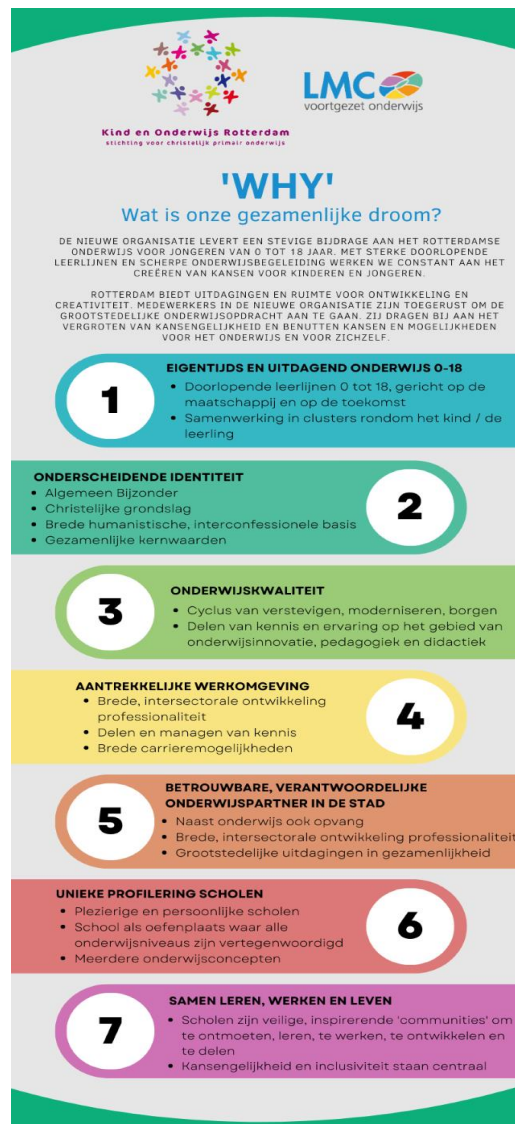 Kind en Onderwijs Rotterdam
stichting voor christelijk primair onderwijs
LMC
voortgezet onderwijs
'WHY'
Wat is onze gezamenlijke droom?
DE NIEUWE ORGANISATIE LEVERT EEN STEVIGE BIJDRAGE AAN HET ROTTERDAMSE
ONDERWIJS VOOR JONGEREN VAN 0 TOT 18 JAAR. MET STERKE DOORLOPENDE
LEERLIJNEN EN SCHERPE ONDERWIJSBEGELEIDING WERKEN WE CONSTANT AAN HET
CREËREN VAN KANSEN VOOR KINDEREN EN JONGEREN.
ROTTERDAM BIEDT UITDAGINGEN EN RUIMTE VOOR ONTWIKKELING EN
CREATIVITEIT. MEDEWERKERS IN DE NIEUWE ORGANISATIE ZIJN TOEGERUST OM DE
GROOTSTEDELIJKE ONDERWIJSOPDRACHT AAN TE GAAN. ZIJ DRAGEN BIJ AAN HET
VERGROTEN VAN KANSENGELIJKHEID EN BENUTTEN KANSEN EN MOGELIJKHEDEN
VOOR HET ONDERWIJS EN VOOR ZICHZELF.
1
EIGENTIJDS EN UITDAGEND ONDERWIJS 0-18
• Doorlopende leerlijnen 0 tot 18, gericht op de
maatschappij en op de toekomst
• Samenwerking in clusters rondom het kind / de
leerling
ONDERSCHEIDENDE IDENTITEIT
• Algemeen Bijzonder
• Christelijke grondslag
• Brede humanistische, interconfessionele basis
• Gezamenlijke kernwaarden
2
3
ONDERWIJSKWALITEIT
• Cyclus van verstevigen, moderniseren, borgen
• Delen van kennis en ervaring op het gebied van
onderwijsinnovatie, pedagogiek en didactiek
AANTREKKELIJKE WERKOMGEVING
• Brede, intersectorale ontwikkeling
professionaliteit
• Delen en managen van kennis
• Brede carrieremogelijkheden
4
5
BETROUWBARE, VERANTWOORDELIJKE
ONDERWIJSPARTNER IN DE STAD
• Naast onderwijs ook opvang
• Brede, intersectorale ontwikkeling professionaliteit
• Grootstedelijke uitdagingen in gezamenlijkheid
UNIEKE PROFILERING SCHOLEN
• Plezierige en persoonlijke scholen
• School als oefenplaats waar alle
onderwijsniveaus zijn vertegenwoordigd
• Meerdere onderwijsconcepten
6
7
SAMEN LEREN, WERKEN EN LEVEN
• Scholen zijn veilige, inspirerende 'communities' om
te ontmoeten, leren, te werken, te ontwikkelen en
te delen
• Kansengelijkheid en inclusiviteit staan centraal